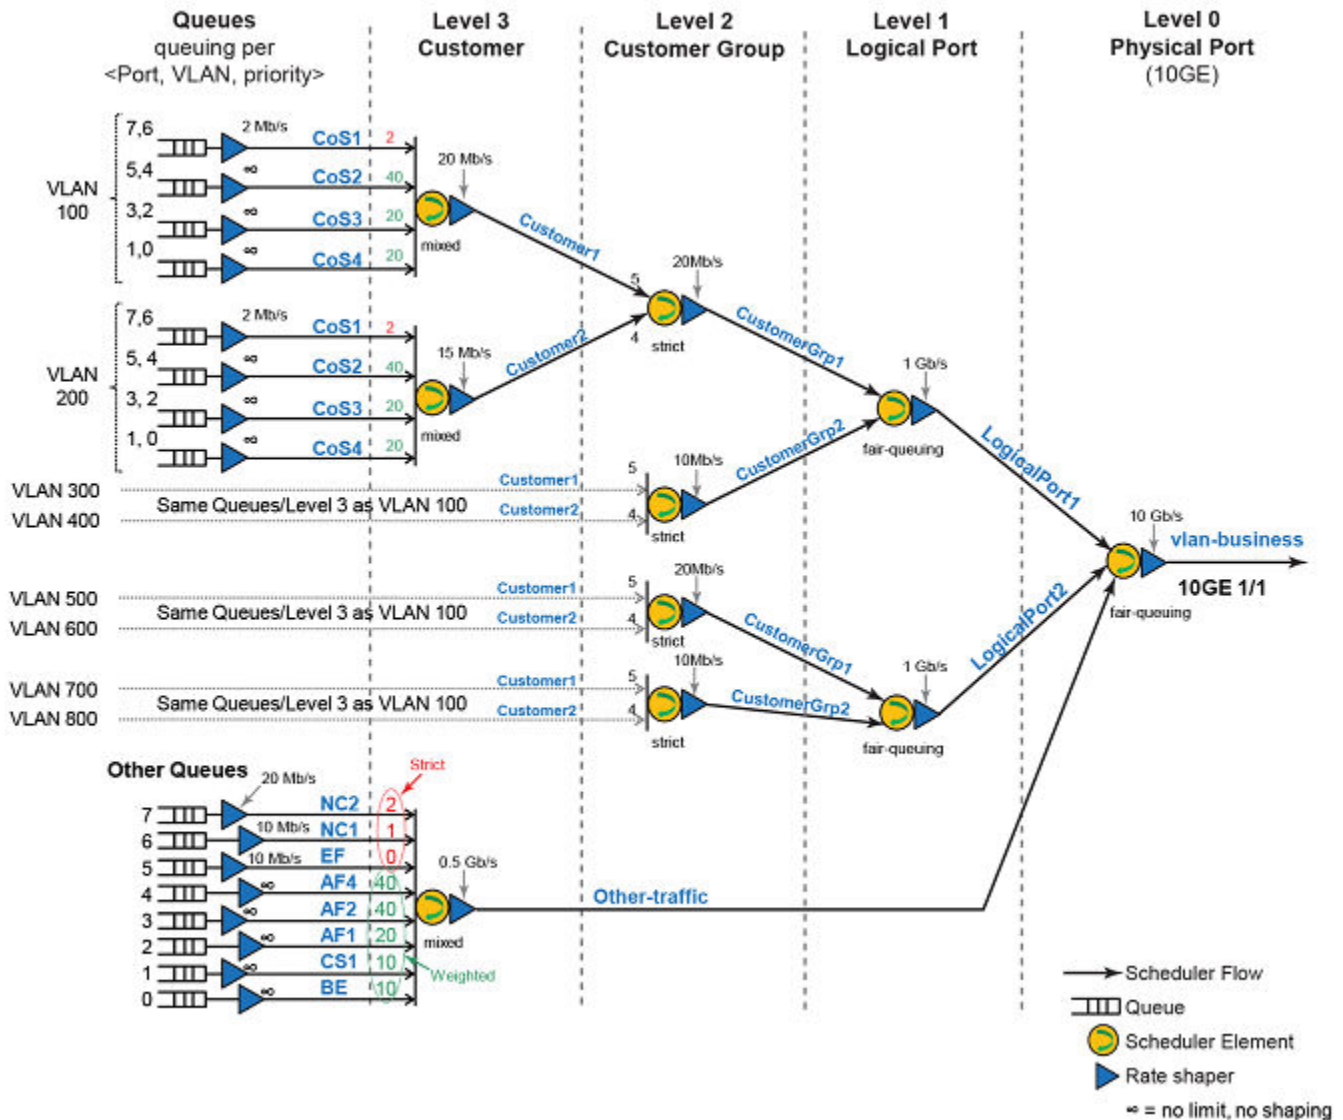 Queues
queuing per
<Port, VLAN, priority>
Level 3
Customer
Level 2
Customer Group
Level 1
Logical Port
Level 0
Physical Port
(10GE)
VLAN
100
7,6
2 Mb/s
CoS1
2
5,4
∞
CoS2
40
3,2
∞
CoS3
20
1,0
∞
CoS4
20
20 Mb/s
mixed
Customer1
VLAN
200
7,6
2 Mb/s
CoS1
2
5, 4
∞
CoS2
40
3, 2
∞
CoS3
20
1, 0
∞
CoS4
20
15 Mb/s
mixed
Customer2
5
4
20Mb/s
strict
CustomerGrp1
1 Gb/s
fair-queuing
LogicalPort1
VLAN 300
Customer1
5
Same Queues/Level 3 as VLAN 100
VLAN 400
Customer2
4
10Mb/s
strict
CustomerGrp2
10 Gb/s
vlan-business
10GE 1/1
fair-queuing
VLAN 500
Customer1
5
Same Queues/Level 3 as VLAN 100
VLAN 600
Customer2
4
20Mb/s
strict
CustomerGrp1
LogicalPort2
VLAN 700
Customer1
5
Same Queues/Level 3 as VLAN 100
VLAN 800
Customer2
4
10Mb/s
strict
CustomerGrp2
1 Gb/s
fair-queuing
Other Queues
Strict
7
20 Mb/s
NC2
2
6
10 Mb/s
NC1
1
5
10 Mb/s
EF
0
4
∞
AF4
40
3
∞
AF2
40
2
∞
AF1
20
1
∞
CS1
10
0
∞
BE
10
Weighted
0.5 Gb/s
mixed
Other-traffic
Scheduler Flow
Queue
Scheduler Element
Rate shaper
∞ = no limit, no shaping